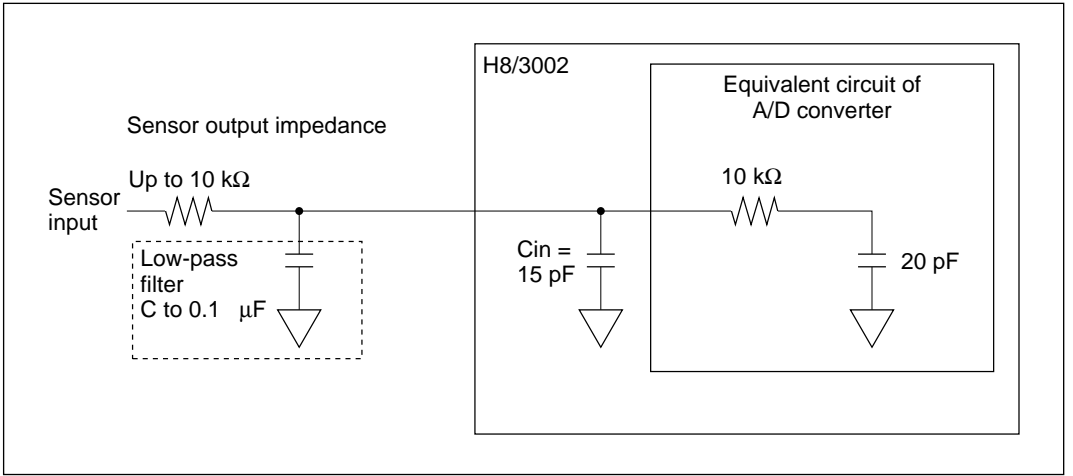 H8/3002
Equivalent circuit of
A/D converter
Sensor output impedance
Up to 10 kΩ
10 kΩ
Sensor
input
Low-pass
filter
C to 0.1 μF
Cin =
15 pF
20 pF